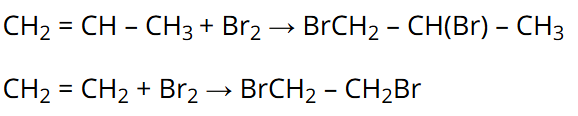 CH₂ = CH – CH₃ + Br₂ → BrCH₂ – CH(Br) – CH₃
CH₂ = CH₂ + Br₂ → BrCH₂ – CH₂Br